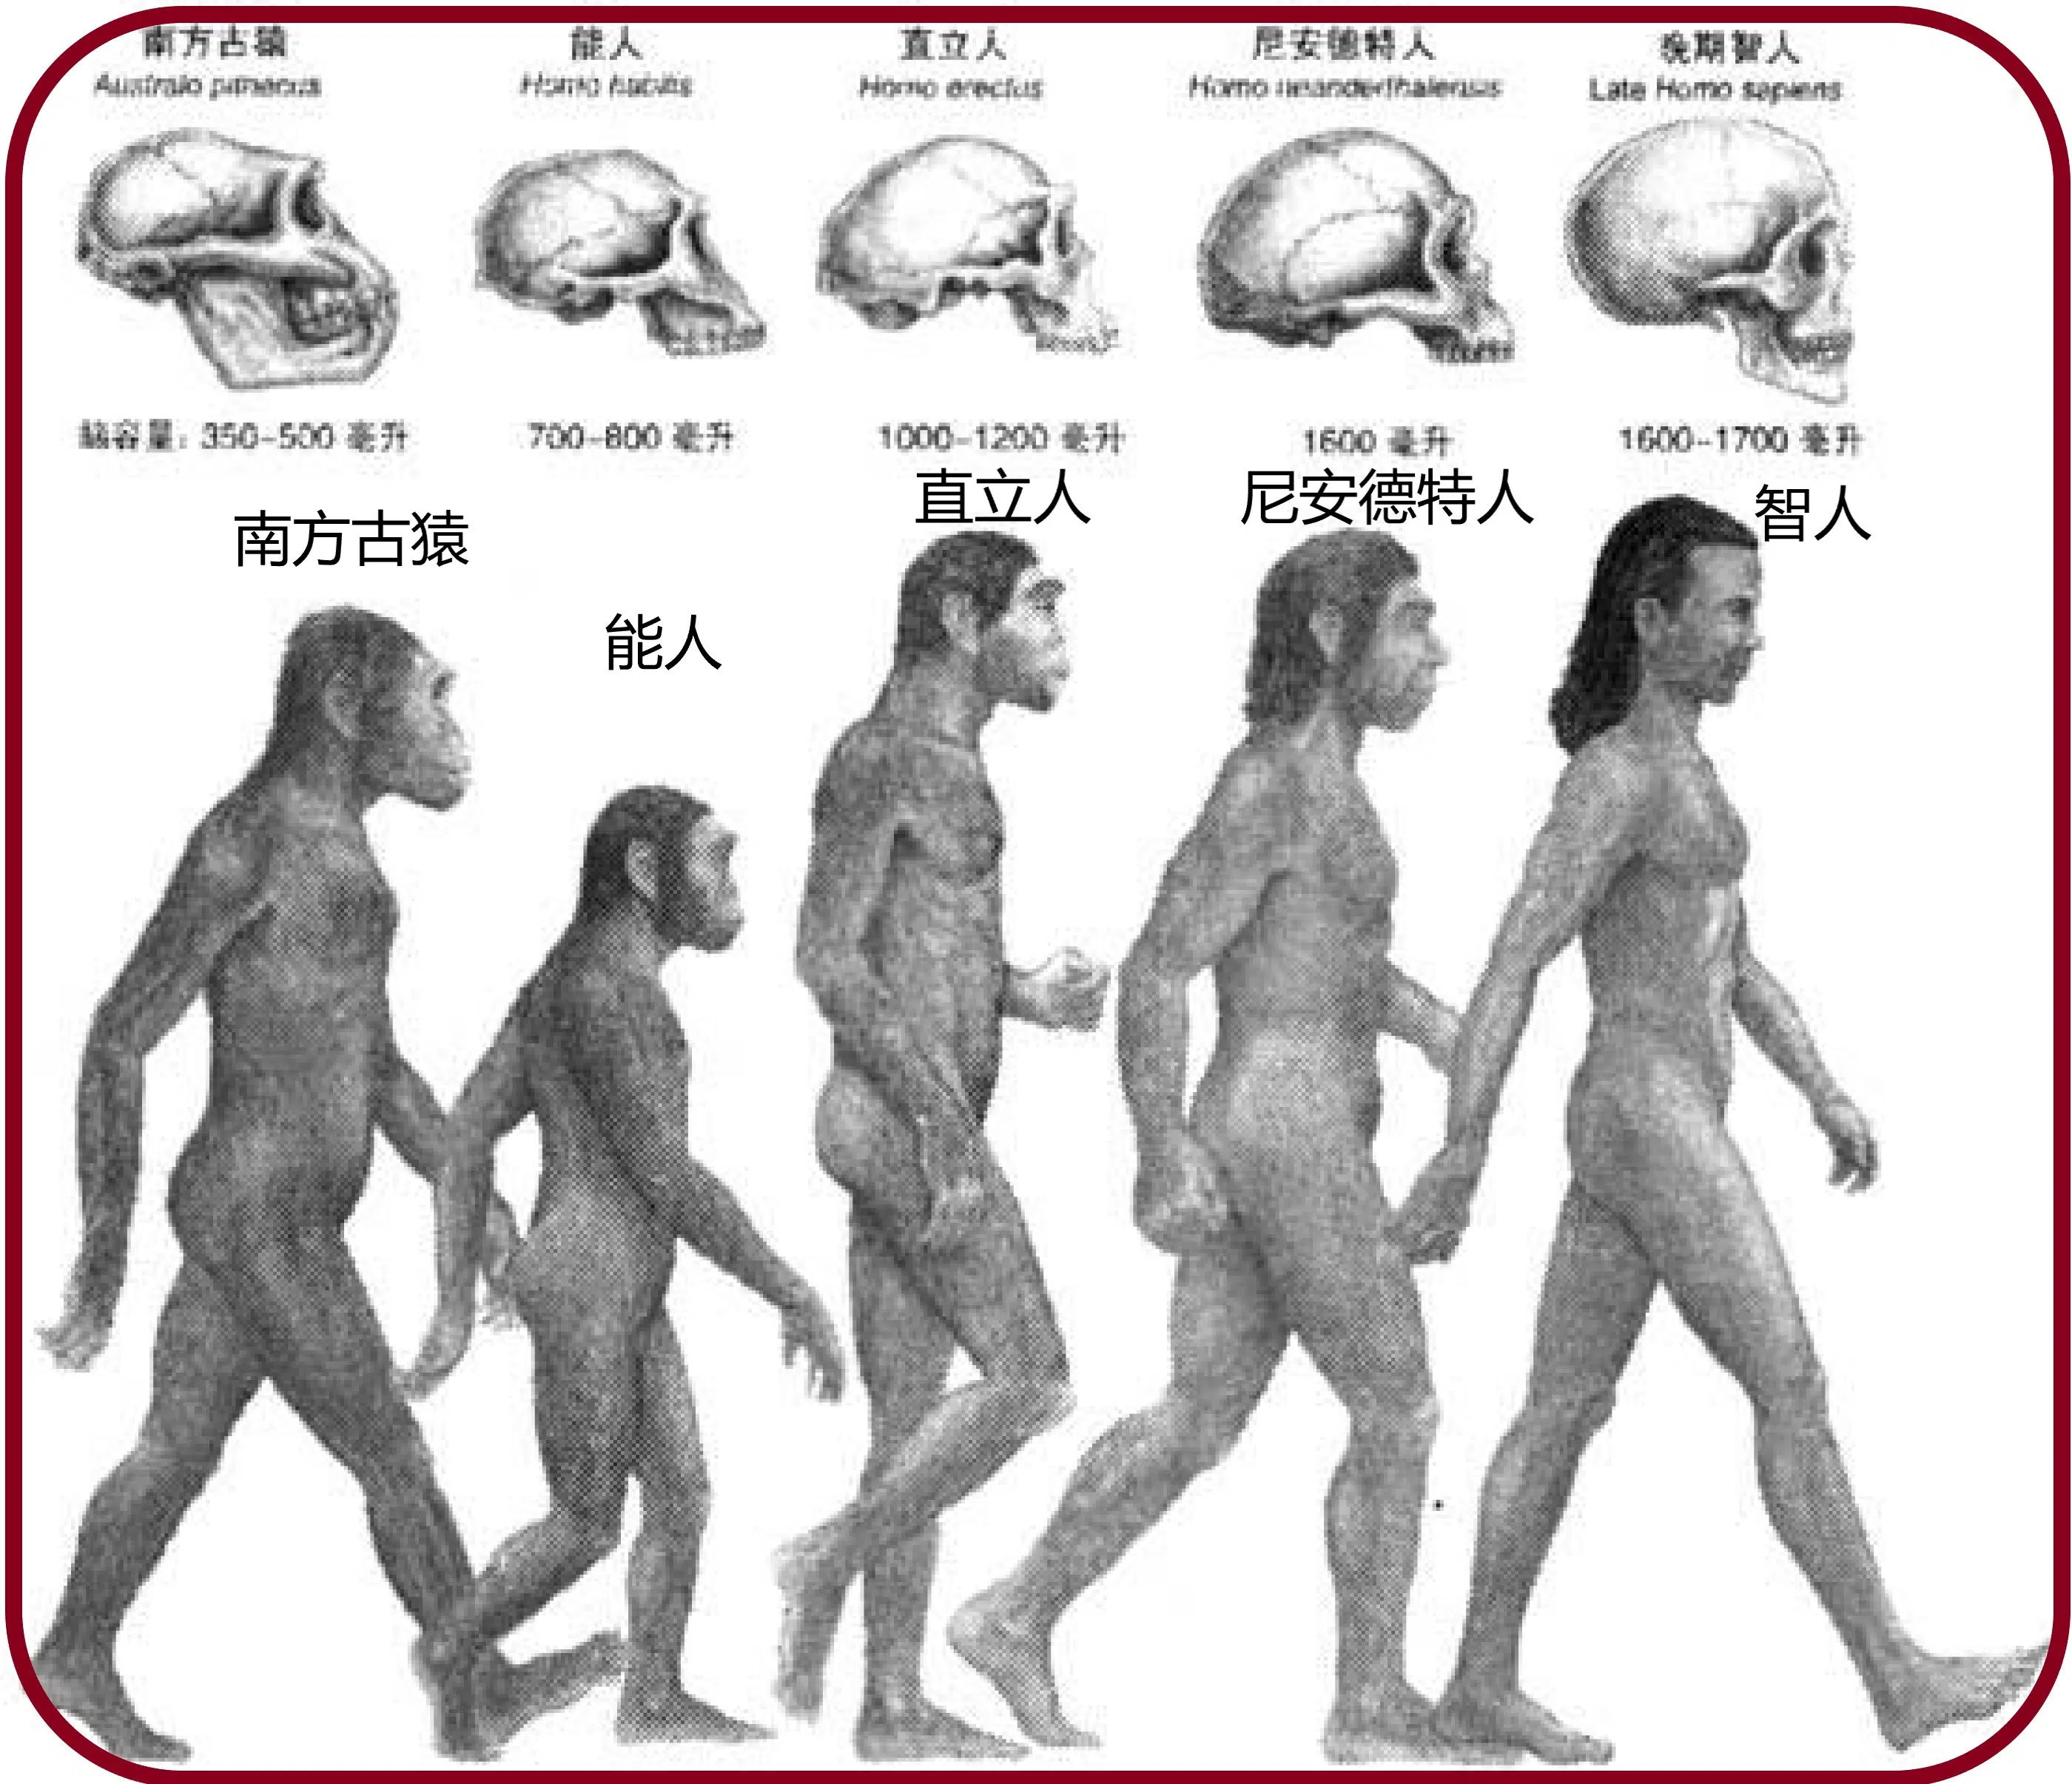 南方古猿
Australo pithecus
能人
Homo habilis
直立人
Homo erectus
尼安德特人
Homo neanderthalensis
晚期智人
Late Homo sapiens
脑容量: 350-500 毫升
700-800 毫升
1000-1200 毫升
1600 毫升
1600-1700 毫升
南方古猿
能人
直立人
尼安德特人
智人